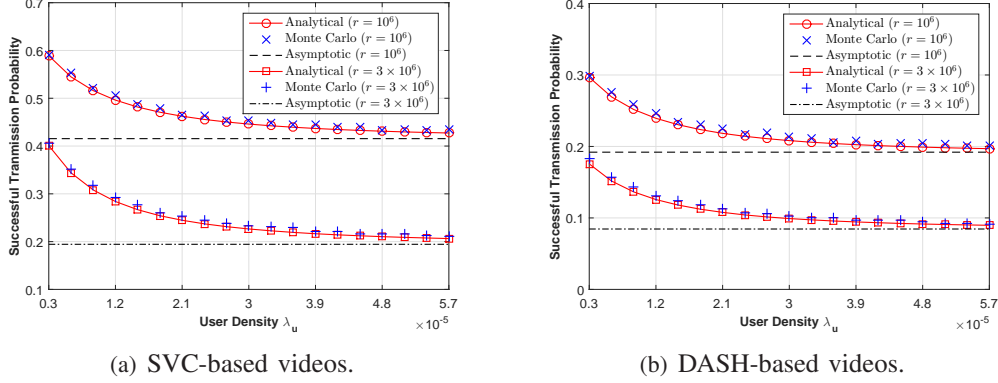 Successful Tranmission Probability
0.7
0.6
0.5
0.4
0.3
0.2
0.1
Analytical (r = 10⁶)
Monte Carlo (r = 10⁶)
Asymptotic (r = 10⁶)
Analytical (r = 3 × 10⁶)
Monte Carlo (r = 3 × 10⁶)
Asymptotic (r = 3 × 10⁶)
0.3 1.2 2.1 3 3.9 4.8 5.7
×10⁻⁵
User Density λᵤ
(a) SVC-based videos.
Successful Transmission Probability
0.4
0.3
0.2
0.1
0
Analytical (r = 10⁶)
Monte Carlo (r = 10⁶)
Asymptotic (r = 10⁶)
Analytical (r = 3 × 10⁶)
Monte Carlo (r = 3 × 10⁶)
Asymptotic (r = 3 × 10⁶)
0.3 1.2 2.1 3 3.9 4.8 5.7
×10⁻⁵
User Density λᵤ
(b) DASH-based videos.